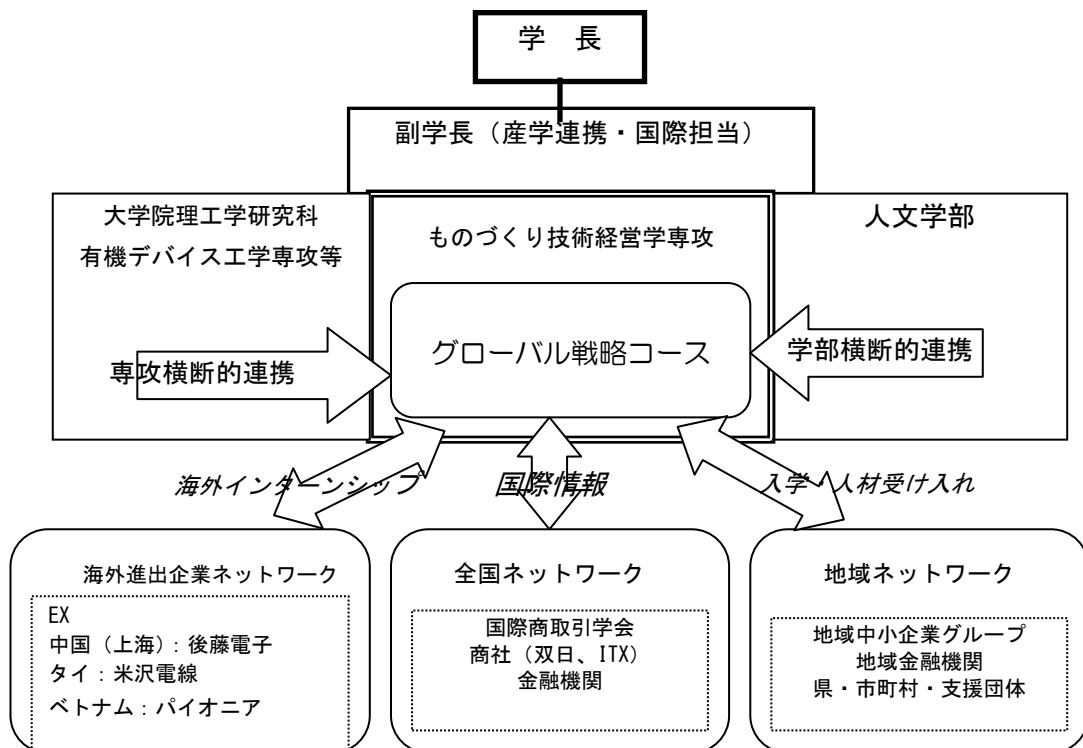 学　長
副学長（産学連携・国際担当）
大学院理工学研究科
有機デバイス工学専攻等
ものづくり技術経営学専攻
人文学部
専攻横断的連携
グローバル戦略コース
学部横断的連携
海外インターンシップ
国際情報
入学・人材受け入れ
海外進出企業ネットワーク
EX
中国（上海）：後藤電子
タイ：米沢電線
ベトナム：パイオニア
全国ネットワーク
国際商取引学会
商社（双日、ITX）
金融機関
地域ネットワーク
地域中小企業グループ
地域金融機関
県・市町村・支援団体